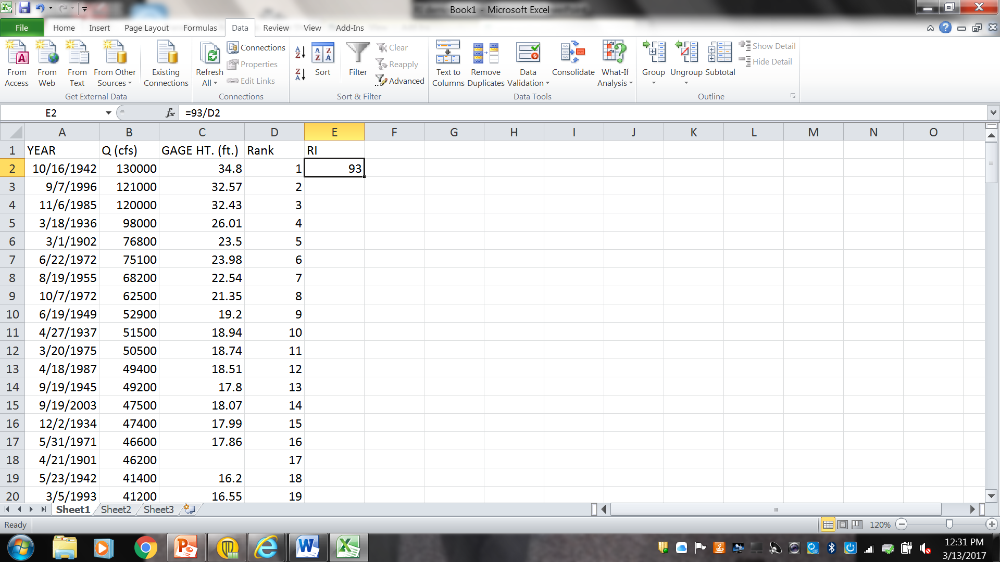 Book1 - Microsoft Excel
File Home Insert Page Layout Formulas Data Review View Add-Ins
From Access
From Web
From Text
From Other Sources
Existing Connections
Get External Data
Refresh All
Connections
Properties
Edit Links
Connections
Sort
Filter
Clear
Reapply
Advanced
Sort & Filter
Text to Columns
Remove Duplicates
Data Validation
Consolidate
What-If Analysis
Data Tools
Group
Ungroup
Subtotal
Show Detail
Hide Detail
Outline
E2 fx =93/D2
A B C D E F G H I J K L M N O
1 YEAR Q (cfs) GAGE HT. (ft.) Rank RI
2 10/16/1942 130000 34.8 1 93
3 9/7/1996 121000 32.57 2
4 11/6/1985 120000 32.43 3
5 3/18/1936 98000 26.01 4
6 3/1/1902 76800 23.5 5
7 6/22/1972 75100 23.98 6
8 8/19/1955 68200 22.54 7
9 10/7/1972 62500 21.35 8
10 6/19/1949 52900 19.2 9
11 4/27/1937 51500 18.94 10
12 3/20/1975 50500 18.74 11
13 4/18/1987 49400 18.51 12
14 9/19/1945 49200 17.8 13
15 9/19/2003 47500 18.07 14
16 12/2/1934 47400 17.99 15
17 5/31/1971 46600 17.86 16
18 4/21/1901 46200 17
19 5/23/1942 41400 16.2 18
20 3/5/1993 41200 16.55 19
Sheet1 Sheet2 Sheet3
Ready 120%
12:31 PM
3/13/2017